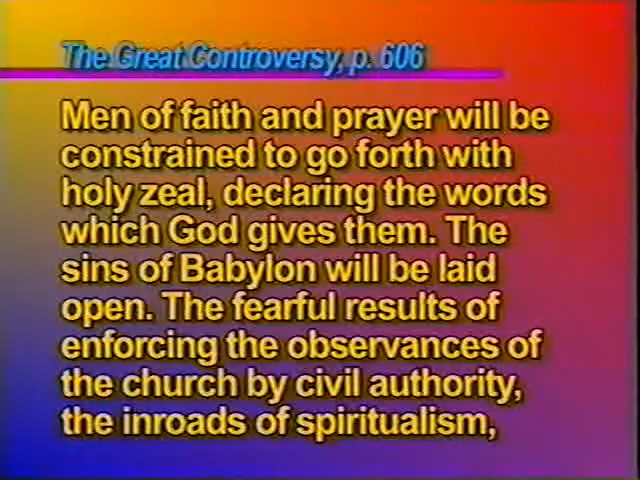 The Great Controversy, p. 606
Men of faith and prayer will be
constrained to go forth with
holy zeal, declaring the words
which God gives them. The
sins of Babylon will be laid
open. The fearful results of
enforcing the observances of
the church by civil authority,
the inroads of spiritualism,